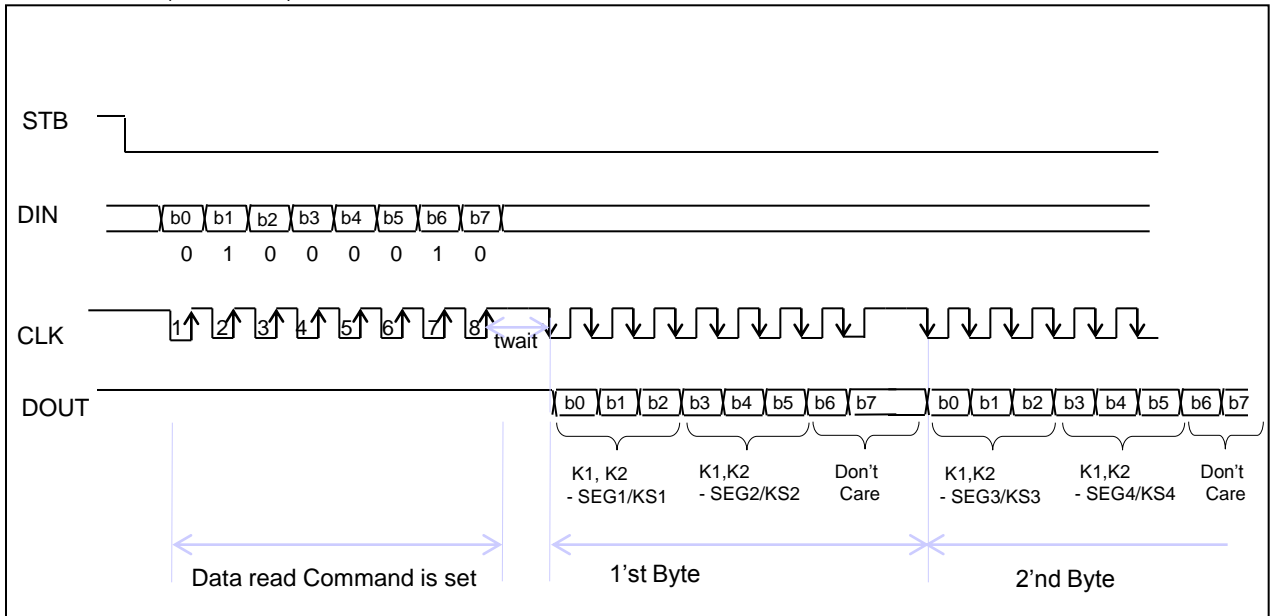 STB
DIN
b0 b1 b2 b3 b4 b5 b6 b7
0 1 0 0 0 0 1 0
CLK
1 2 3 4 5 6 7 8
twait
DOUT
b0 b1 b2 b3 b4 b5 b6 b7 b0 b1 b2 b3 b4 b5 b6 b7
K1, K2
- SEG1/KS1
K1,K2
- SEG2/KS2
Don't
Care
K1,K2
- SEG3/KS3
K1,K2
- SEG4/KS4
Don't
Care
Data read Command is set
1'st Byte
2'nd Byte